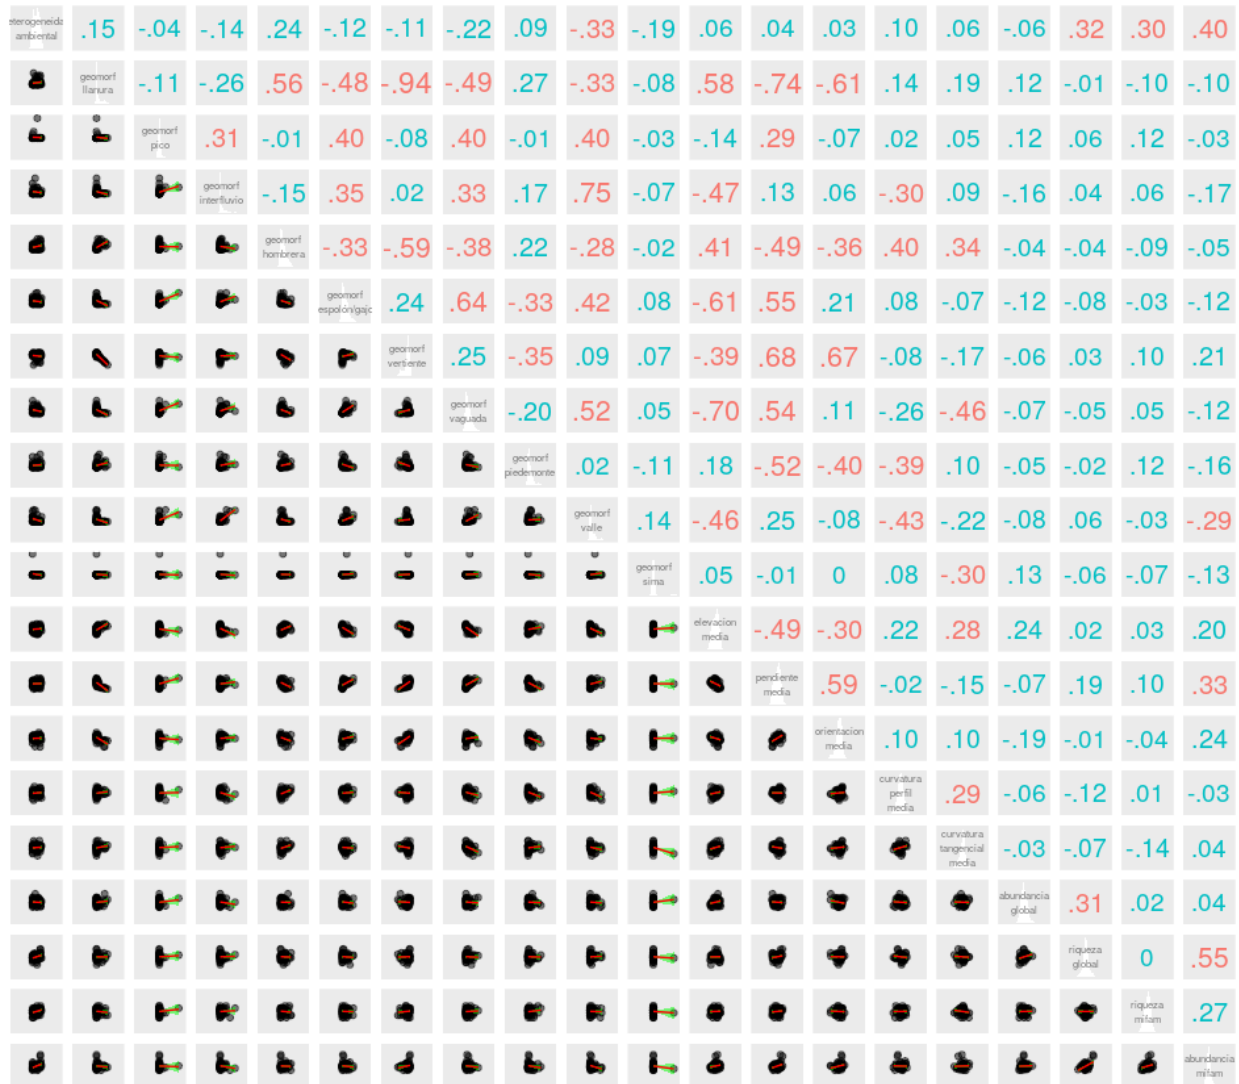 eterogeneida
ambiental
.15 -.04 -.14 .24 -.12 -.11 -.22 .09 -.33 -.19 .06 .04 .03 .10 .06 -.06 .32 .30 .40
geomorf
llanura
-.11 -.26 .56 -.48 -.94 -.49 .27 -.33 -.08 .58 -.74 -.61 .14 .19 .12 -.01 -.10 -.10
geomorf
pico
.31 -.01 .40 -.08 .40 -.01 .40 -.03 -.14 .29 -.07 .02 .05 .12 .06 .12 -.03
geomorf
interfluvio
-.15 .35 .02 .33 .17 .75 -.07 -.47 .13 .06 -.30 .09 -.16 .04 .06 -.17
geomorf
hombrera
-.33 -.59 -.38 .22 -.28 -.02 .41 -.49 -.36 .40 .34 -.04 -.04 -.09 -.05
geomorf
espolón/gajo
.24 .64 -.33 .42 .08 -.61 .55 .21 .08 -.07 -.12 -.08 -.03 -.12
geomorf
vertiente
.25 -.35 .09 .07 -.39 .68 .67 -.08 -.17 -.06 .03 .10 .21
geomorf
vaguada
-.20 .52 .05 -.70 .54 .11 -.26 -.46 -.07 -.05 .05 -.12
geomorf
piedemonte
.02 -.11 .18 -.52 -.40 -.39 .10 -.05 -.02 .12 -.16
geomorf
valle
.14 -.46 .25 -.08 -.43 -.22 -.08 .06 -.03 -.29
geomorf
sima
.05 -.01 0 .08 -.30 .13 -.06 -.07 -.13
elevacion
media
-.49 -.30 .22 .28 .24 .02 .03 .20
pendiente
media
.59 -.02 -.15 -.07 .19 .10 .33
orientacion
media
.10 .10 -.19 -.01 -.04 .24
curvatura
perfil
media
.29 -.06 -.12 .01 -.03
curvatura
tangencial
media
-.03 -.07 -.14 .04
abundancia
global
.31 .02 .04
riqueza
global
0 .55
riqueza
mifam
.27
abundancia
mifam